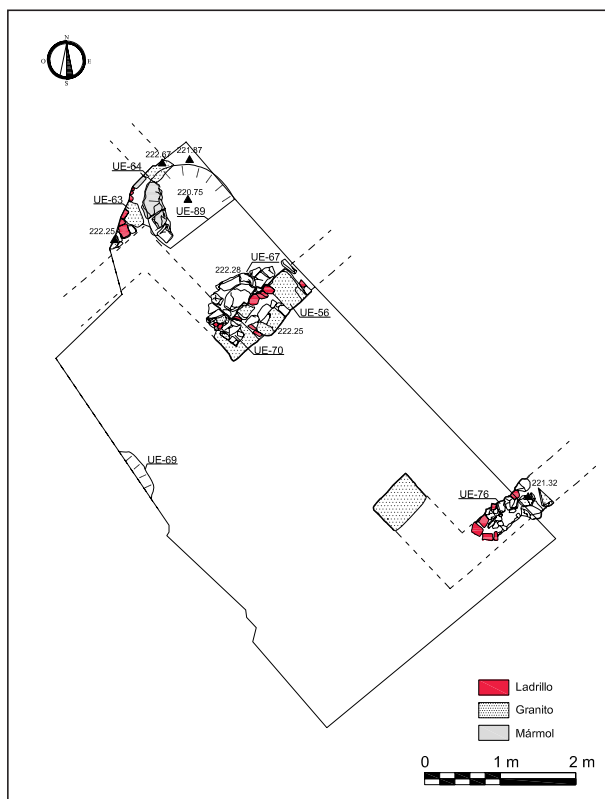 N
O E
S
222.67 221.87
UE-64
UE-63
220.75
UE-89
222.25
UE-67
222.28
UE-56
222.25
UE-70
UE-69
UE-76
221.32
Ladrillo
Granito
Mármol
0 1 m 2 m